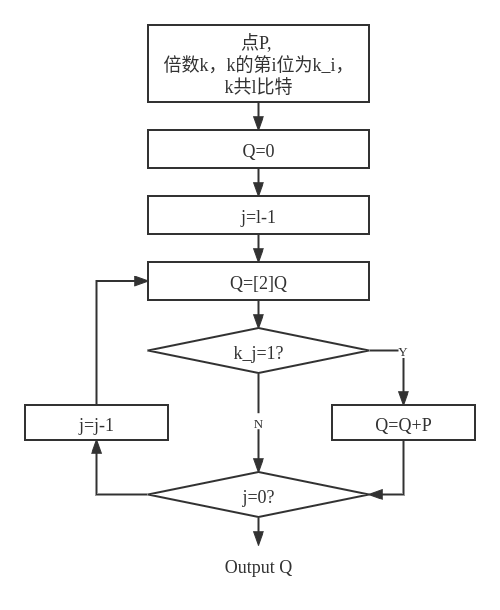 点P,
倍数k，k的第i位为k_i，
k共l比特
Q=0
j=l-1
Q=[2]Q
k_j=1?
Y
j=j-1
N
Q=Q+P
j=0?
Output Q